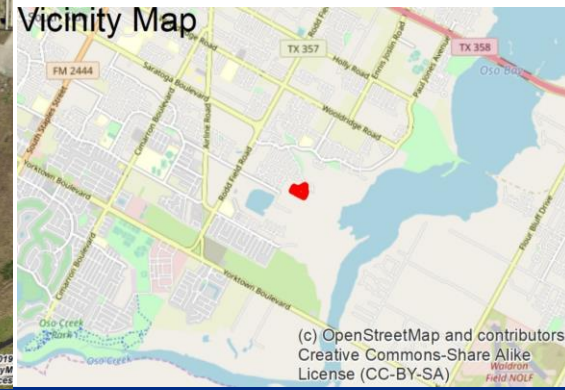 Vicinity Map
TX 357
TX 358
FM 2444
Holly Road
Ennis Joslin Road
Paul Jones Avenue
Oso Bay
Saratoga Boulevard
Rodd Field Road
Wooldridge Road
South Staples Street
Cimarron Boulevard
Airline Road
Rodd Field Road
Yorktown Boulevard
Flour Bluff Drive
Cimarron Boulevard
Yorktown Boulevard
Oso Creek
Park
Oso Creek
Waldron
Field NOLF
(c) OpenStreetMap and contributors
Creative Commons-Share Alike
License (CC-BY-SA)